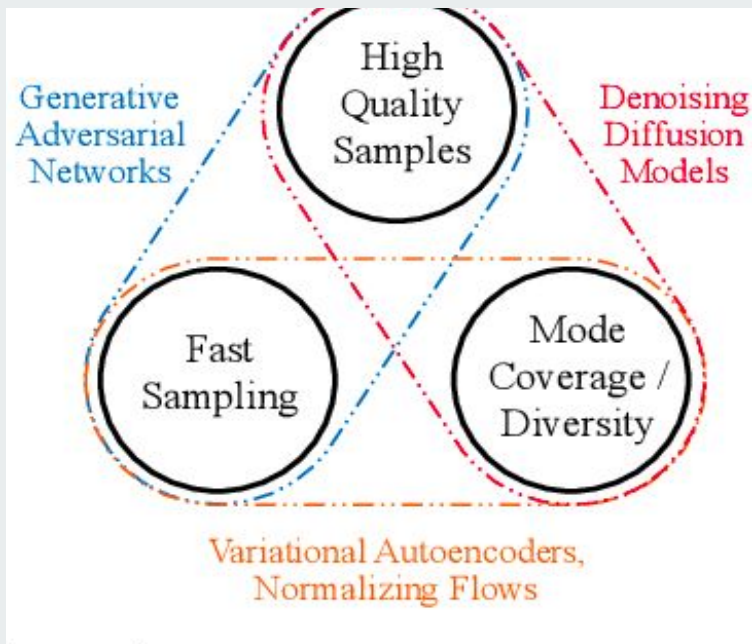 High
Quality
Samples
Generative
Adversarial
Networks
Denoising
Diffusion
Models
Fast
Sampling
Mode
Coverage /
Diversity
Variational Autoencoders,
Normalizing Flows